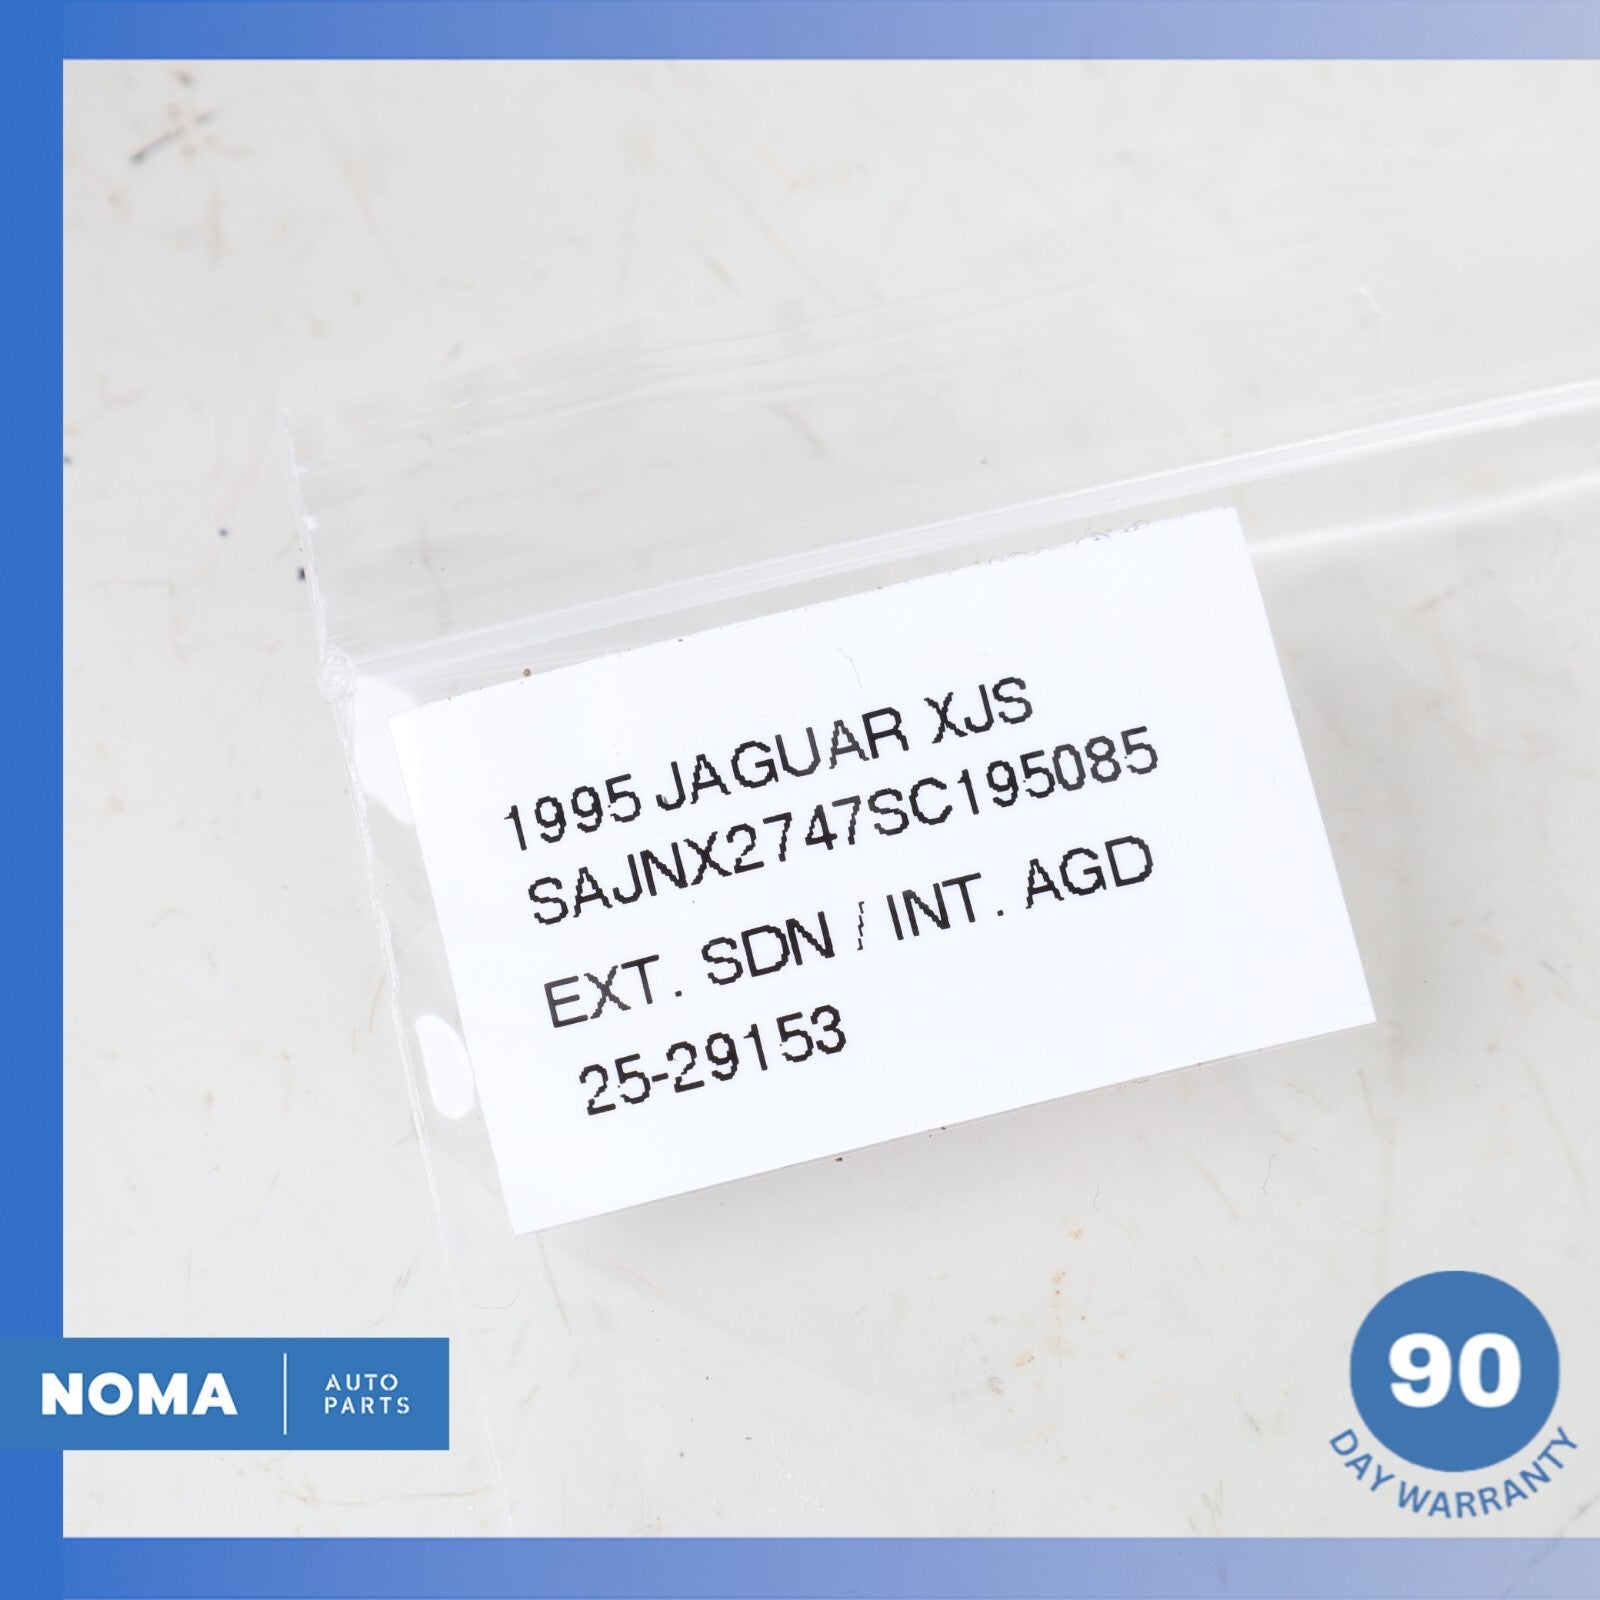 1995 JAGUAR XJS
SAJNX2747SC195085
EXT. SDN / INT. AGD
25-29153
NOMA
AUTO
PARTS
90
DAY WARRANTY